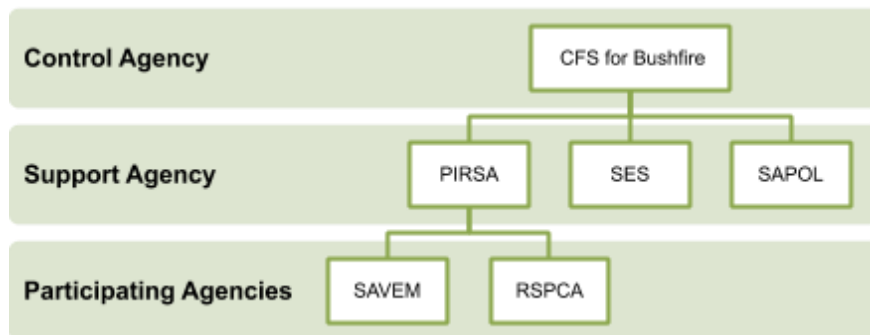 Control Agency
CFS for Bushfire
Support Agency
PIRSA
SES
SAPOL
Participating Agencies
SAVEM
RSPCA